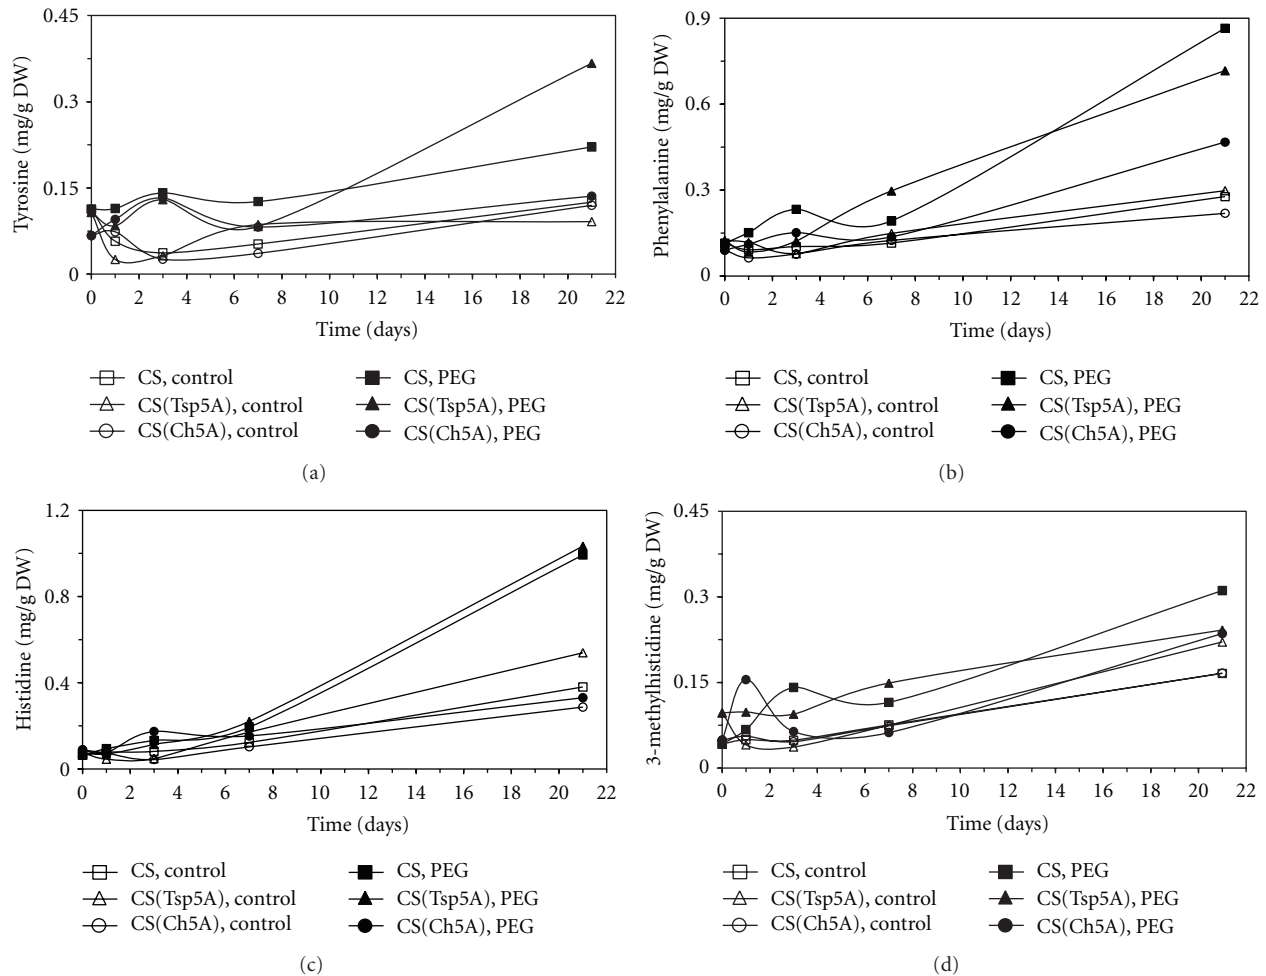 0.45
0.3
0.15
0
Tyrosine (mg/g DW)
0 2 4 6 8 10 12 14 16 18 20 22
Time (days)
CS, control
CS(Tsp5A), control
CS(Ch5A), control
CS, PEG
CS(Tsp5A), PEG
CS(Ch5A), PEG
(a)
0.9
0.6
0.3
0
Phenylalanine (mg/g DW)
0 2 4 6 8 10 12 14 16 18 20 22
Time (days)
CS, control
CS(Tsp5A), control
CS(Ch5A), control
CS, PEG
CS(Tsp5A), PEG
CS(Ch5A), PEG
(b)
1.2
0.8
0.4
0
Histidine (mg/g DW)
0 2 4 6 8 10 12 14 16 18 20 22
Time (days)
CS, control
CS(Tsp5A), control
CS(Ch5A), control
CS, PEG
CS(Tsp5A), PEG
CS(Ch5A), PEG
(c)
0.45
0.3
0.15
0
3-methylhistidine (mg/g DW)
0 2 4 6 8 10 12 14 16 18 20 22
Time (days)
CS, control
CS(Tsp5A), control
CS(Ch5A), control
CS, PEG
CS(Tsp5A), PEG
CS(Ch5A), PEG
(d)